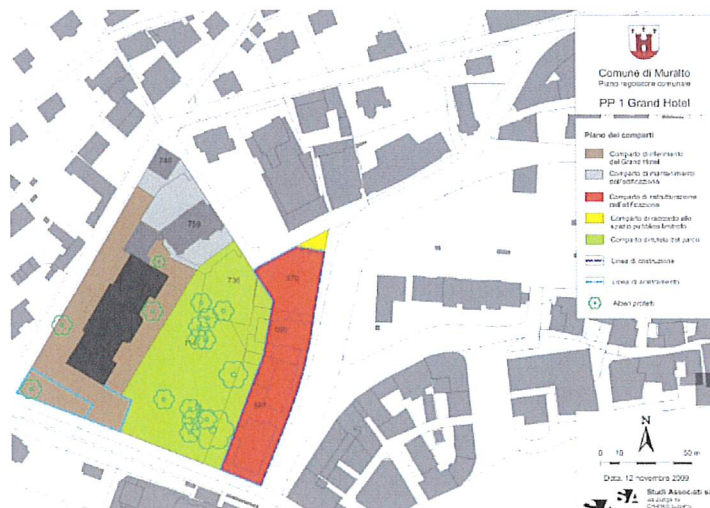 Comune di Muralto
Piano regolatore comunale
PP 1 Grand Hotel
Piano dei comparti
Comparto di riferimento
del Grand Hotel
Comparto di mantenimento
dell'edificazione
Comparto di ristrutturazione
dell'edificazione
Comparto di raccordo allo
spazio pubblico limitrofo
Comparto di tutela del parco
Linea di costruzione
Linea di arretramento
Alberi protetti
759
736
N
0 10 50 m
Data: 12 novembre 2009
Studi Associati sa